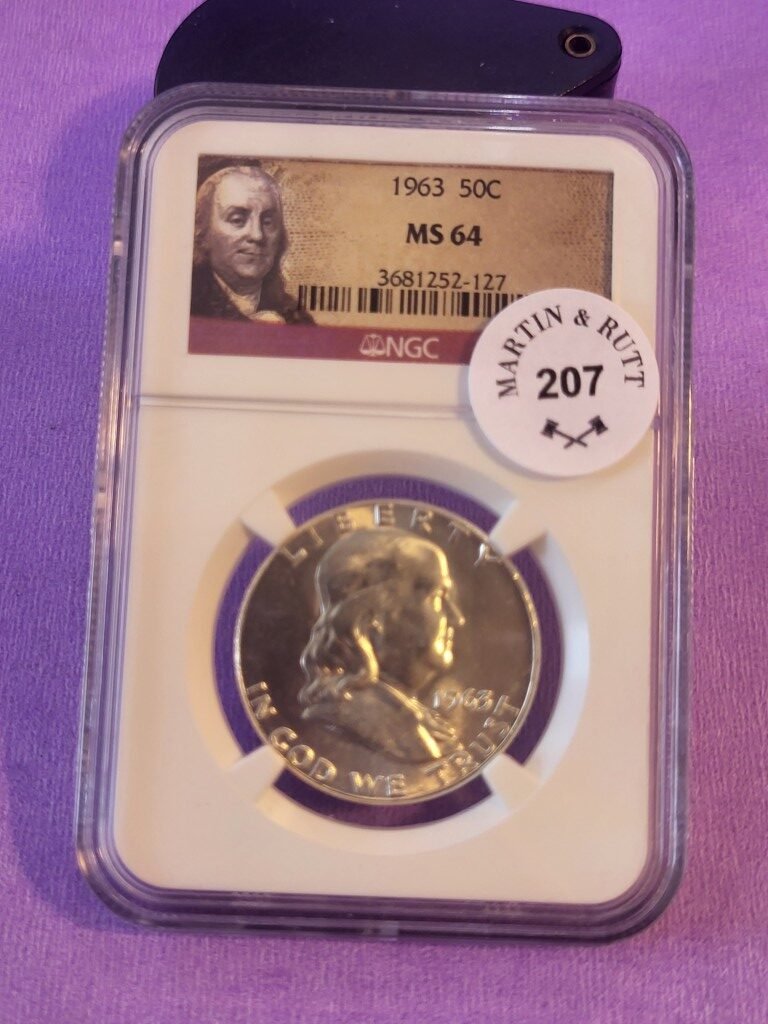 1963 50C
MS 64
3681252-127
NGC
MARTIN & RUTT
207
LIBERTY
1963
IN GOD WE TRUST